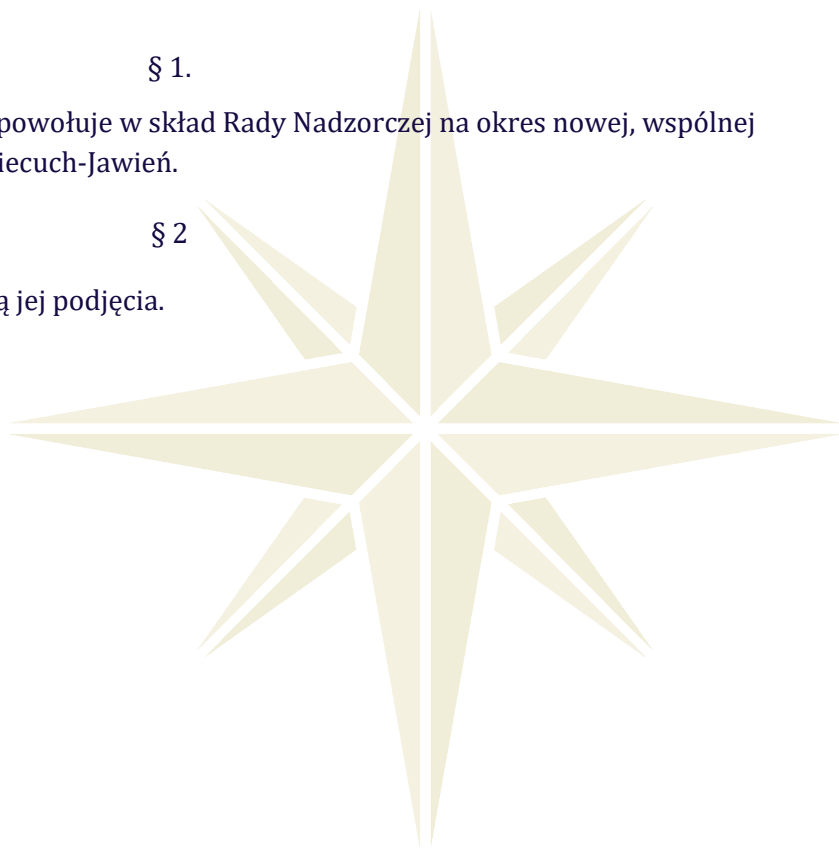 § 1.
powołuje w skład Rady Nadzorczej na okres nowej, wspólnej
iecuch-Jawień.
§ 2
ą jej podjęcia.